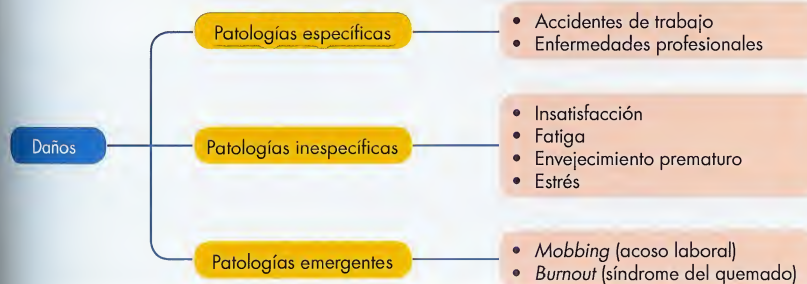 Daños
Patologías específicas
• Accidentes de trabajo
• Enfermedades profesionales
Patologías inespecíficas
• Insatisfacción
• Fatiga
• Envejecimiento prematuro
• Estrés
Patologías emergentes
• Mobbing (acoso laboral)
• Burnout (síndrome del quemado)